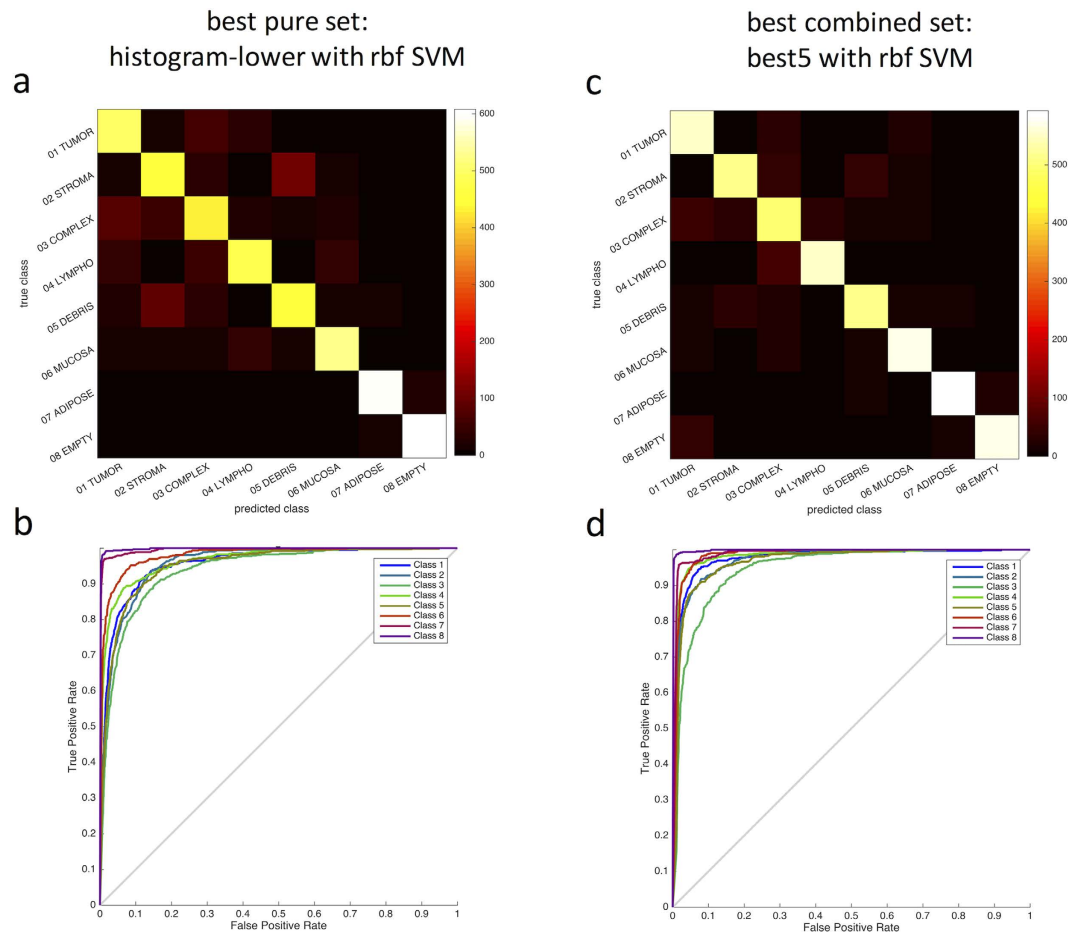 best pure set:
histogram-lower with rbf SVM
a
01 TUMOR
02 STROMA
03 COMPLEX
04 LYMPHO
05 DEBRIS
06 MUCOSA
07 ADIPOSE
08 EMPTY
true class
01 TUMOR
02 STROMA
03 COMPLEX
04 LYMPHO
05 DEBRIS
06 MUCOSA
07 ADIPOSE
08 EMPTY
predicted class
600
500
400
300
200
100
0
b
0.9
0.8
0.7
0.6
0.5
0.4
0.3
0.2
0.1
0
True Positive Rate
0 0.1 0.2 0.3 0.4 0.5 0.6 0.7 0.8 0.9 1
False Positive Rate
Class 1
Class 2
Class 3
Class 4
Class 5
Class 6
Class 7
Class 8
best combined set:
best5 with rbf SVM
c
01 TUMOR
02 STROMA
03 COMPLEX
04 LYMPHO
05 DEBRIS
06 MUCOSA
07 ADIPOSE
08 EMPTY
true class
01 TUMOR
02 STROMA
03 COMPLEX
04 LYMPHO
05 DEBRIS
06 MUCOSA
07 ADIPOSE
08 EMPTY
predicted class
500
400
300
200
100
0
d
0.9
0.8
0.7
0.6
0.5
0.4
0.3
0.2
0.1
0
True Positive Rate
0 0.1 0.2 0.3 0.4 0.5 0.6 0.7 0.8 0.9 1
False Positive Rate
Class 1
Class 2
Class 3
Class 4
Class 5
Class 6
Class 7
Class 8